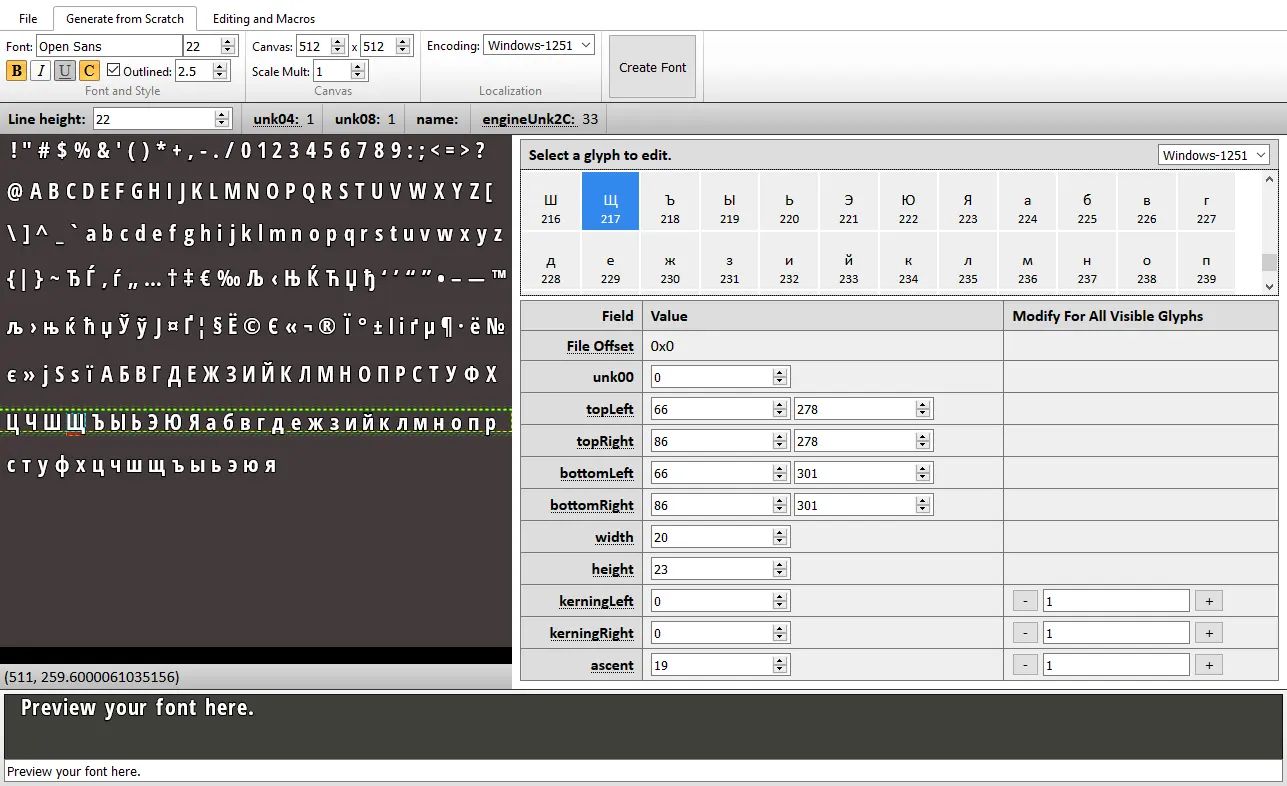 File Generate from Scratch Editing and Macros
Font: Open Sans 22 Canvas: 512 x 512 Encoding: Windows-1251 Create Font
B I U C Outlined: 2.5 Scale Mult: 1
Font and Style Canvas Localization
Line height: 22 unk04: 1 unk08: 1 name: engineUnk2C: 33
! " # $ % & ' ( ) * + , - . / 0 1 2 3 4 5 6 7 8 9 : ; < = > ?
@ A B C D E F G H I J K L M N O P Q R S T U V W X Y Z [
\ ] ^ _ ` a b c d e f g h i j k l m n o p q r s t u v w x y z
{ | } ~ Ђ Ѓ ‚ ѓ „ … † ‡ € ‰ Љ ‹ Њ Ќ Ћ Џ ђ ‘ ’ “ ” • – — ™
љ › њ ќ ћ џ Ў ў Ј ¤ Ґ ¦ § Ё © Є « ¬ ® Ї ° ± І і ґ µ ¶ · ё №
є » ј Ѕ ѕ ї А Б В Г Д Е Ж З И Й К Л М Н О П Р С Т У Ф Х
Ц Ч Ш Щ Ъ Ы Ь Э Ю Я а б в г д е ж з и й к л м н о п р
с т у ф х ц ч ш щ ъ ы ь э ю я
(511, 259.6000061035156)
Select a glyph to edit. Windows-1251
Ш Щ Ъ Ы Ь Э Ю Я а б в г
216 217 218 219 220 221 222 223 224 225 226 227
д е ж з и й к л м н о п
228 229 230 231 232 233 234 235 236 237 238 239
Field Value Modify For All Visible Glyphs
File Offset 0x0
unk00 0
topLeft 66 278
topRight 86 278
bottomLeft 66 301
bottomRight 86 301
width 20
height 23
kerningLeft 0 - 1 +
kerningRight 0 - 1 +
ascent 19 - 1 +
Preview your font here.
Preview your font here.